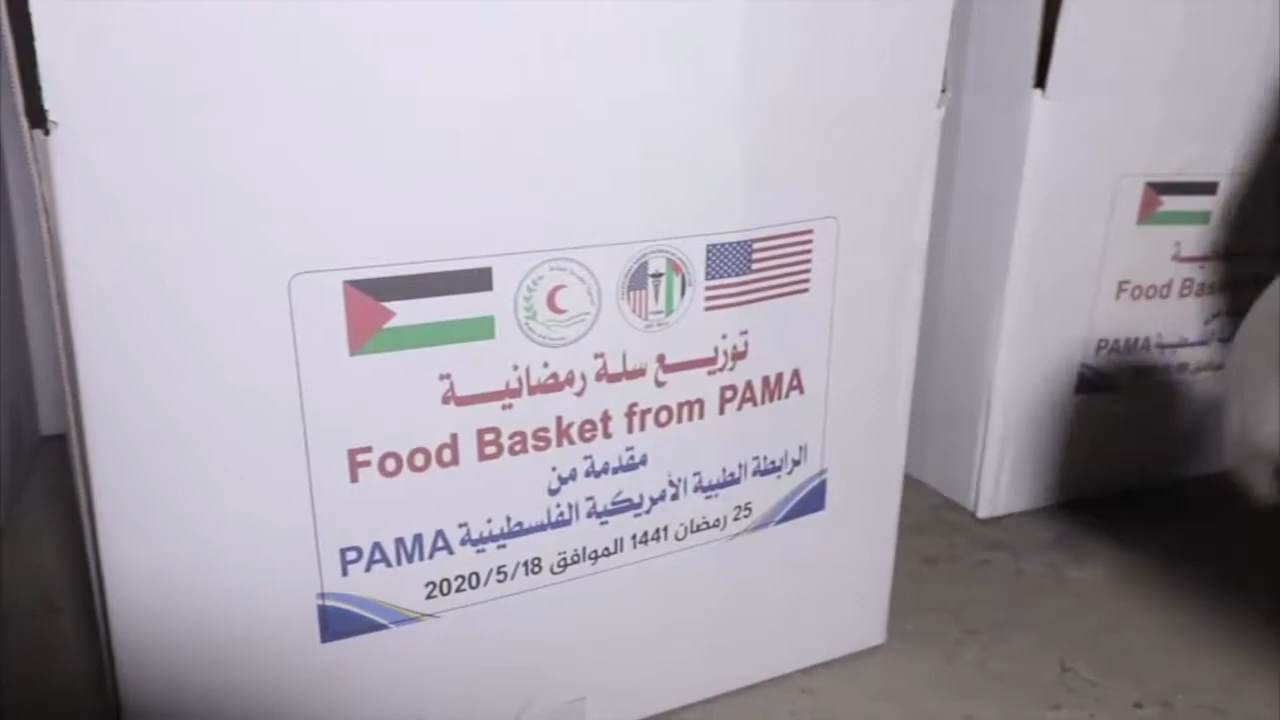 توزيع سلة رمضانية
Food Basket from PAMA
مقدمة من
الرابطة الطبية الأمريكية الفلسطينية PAMA
25 رمضان 1441 الموافق 2020/5/18
Food
PAMA